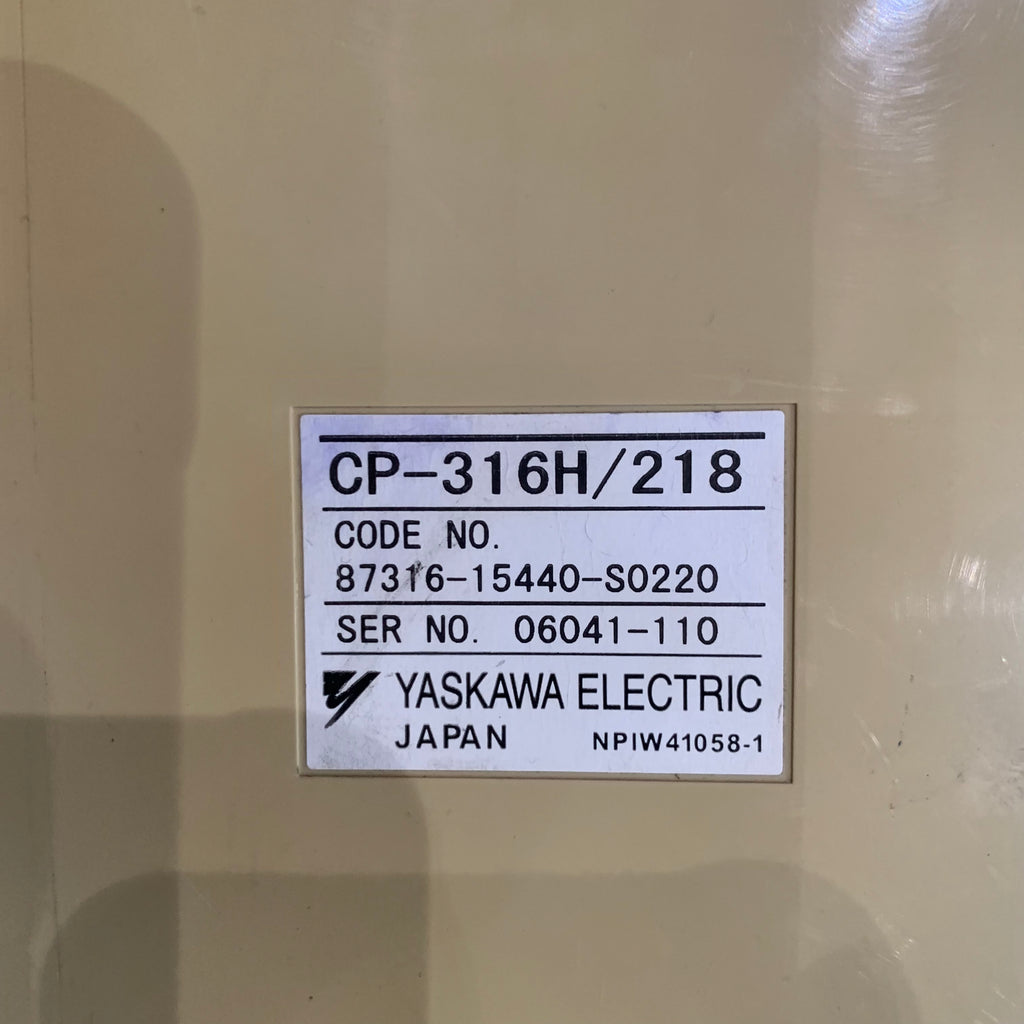 CP-316H/218
CODE NO.
87316-15440-S0220
SER NO. 06041-110
YASKAWA ELECTRIC
JAPAN NPIW41058-1